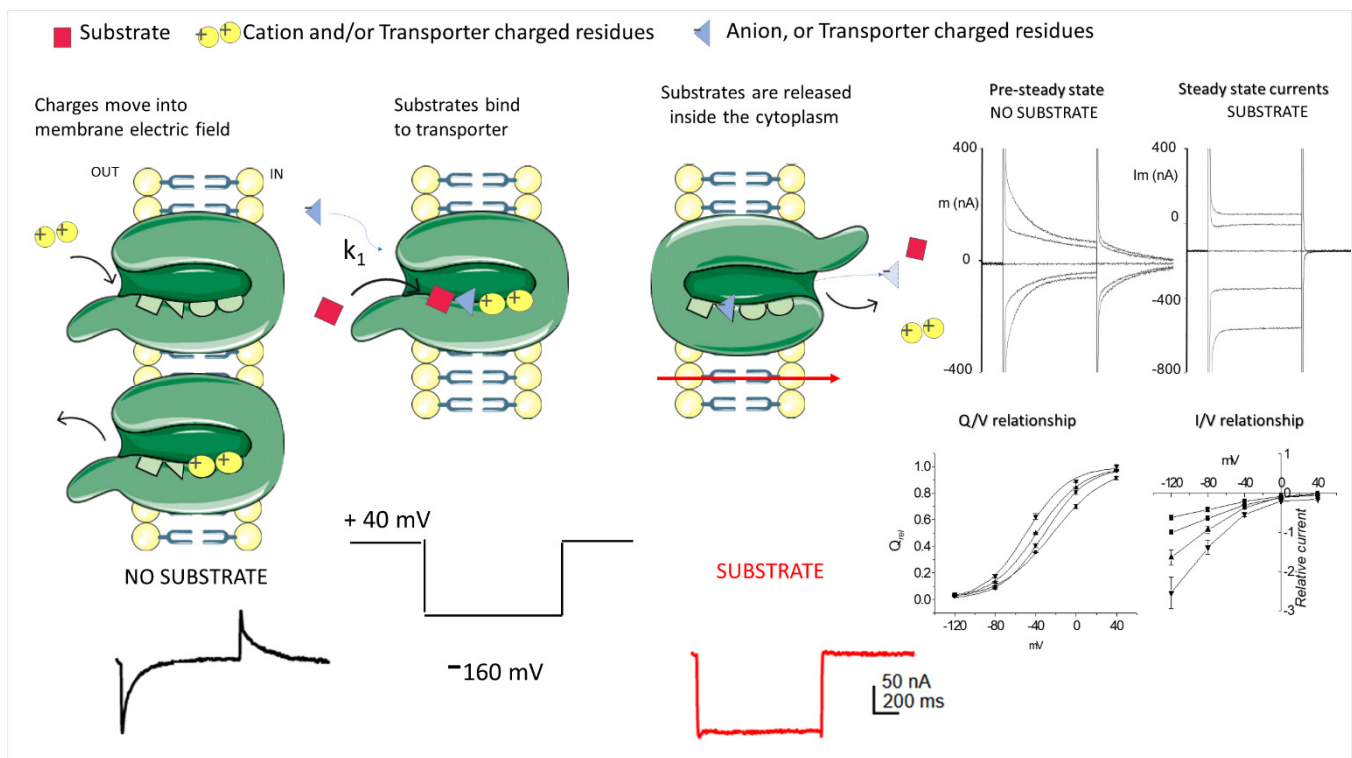 Substrate
Cation and/or Transporter charged residues
Anion, or Transporter charged residues
Charges move into
membrane electric field
Substrates bind
to transporter
Substrates are released
inside the cytoplasm
Pre-steady state
NO SUBSTRATE
Steady state currents
SUBSTRATE
OUT
IN
k1
400
m (nA)
0
-400
400
Im (nA)
0
-400
-800
+ 40 mV
-160 mV
NO SUBSTRATE
SUBSTRATE
50 nA
200 ms
Q/V relationship
1.0
0.8
0.6
0.4
0.2
0.0
Qrel
-120 -80 -40 0 40
mV
I/V relationship
mV
-120 -80 -40 0 40
1
0
-1
-2
-3
Relative current